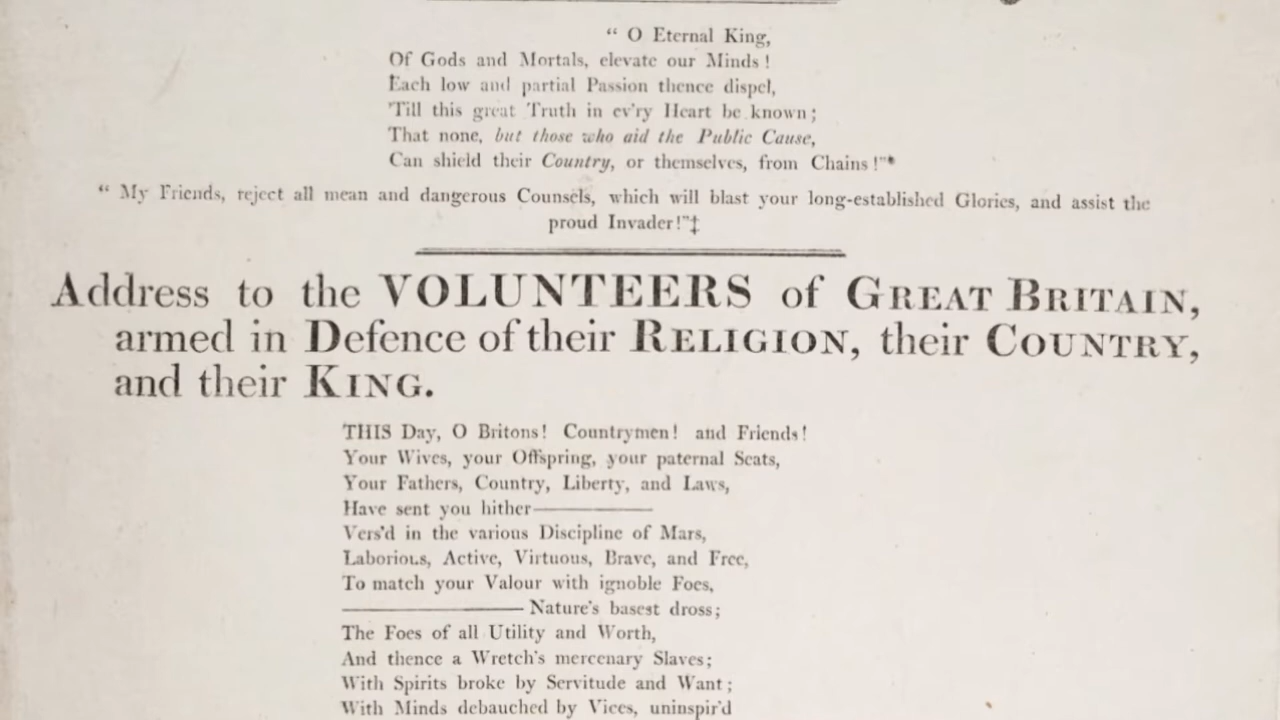 “ O Eternal King,
Of Gods and Mortals, elevate our Minds !
Each low and partial Passion thence dispel,
'Till this great Truth in ev'ry Heart be known ;
That none, but those who aid the Public Cause,
Can shield their Country, or themselves, from Chains !”*
“ My Friends, reject all mean and dangerous Counsels, which will blast your long-established Glories, and assist the
proud Invader!”‡
Address to the VOLUNTEERS of GREAT BRITAIN,
armed in Defence of their RELIGION, their COUNTRY,
and their KING.
THIS Day, O Britons! Countrymen! and Friends!
Your Wives, your Offspring, your paternal Seats,
Your Fathers, Country, Liberty, and Laws,
Have sent you hither————
Vers'd in the various Discipline of Mars,
Laborious, Active, Virtuous, Brave, and Free,
To match your Valour with ignoble Foes,
——————Nature's basest dross;
The Foes of all Utility and Worth,
And thence a Wretch's mercenary Slaves;
With Spirits broke by Servitude and Want;
With Minds debauched by Vices, uninspir'd